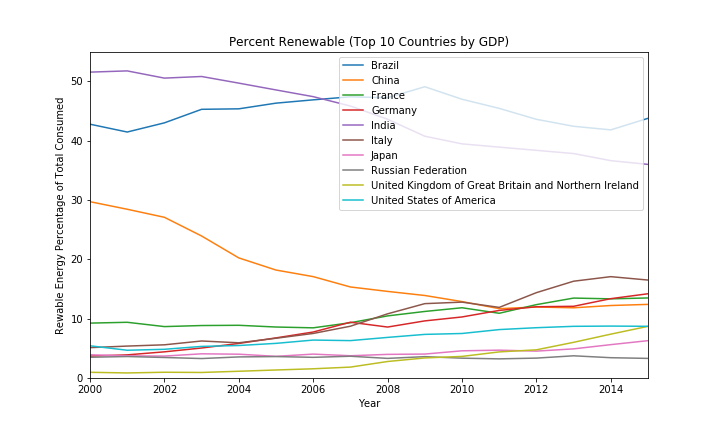 Percent Renewable (Top 10 Countries by GDP)
Rewable Energy Percentage of Total Consumed
50
40
30
20
10
0
Brazil
China
France
Germany
India
Italy
Japan
Russian Federation
United Kingdom of Great Britain and Northern Ireland
United States of America
2000 2002 2004 2006 2008 2010 2012 2014
Year